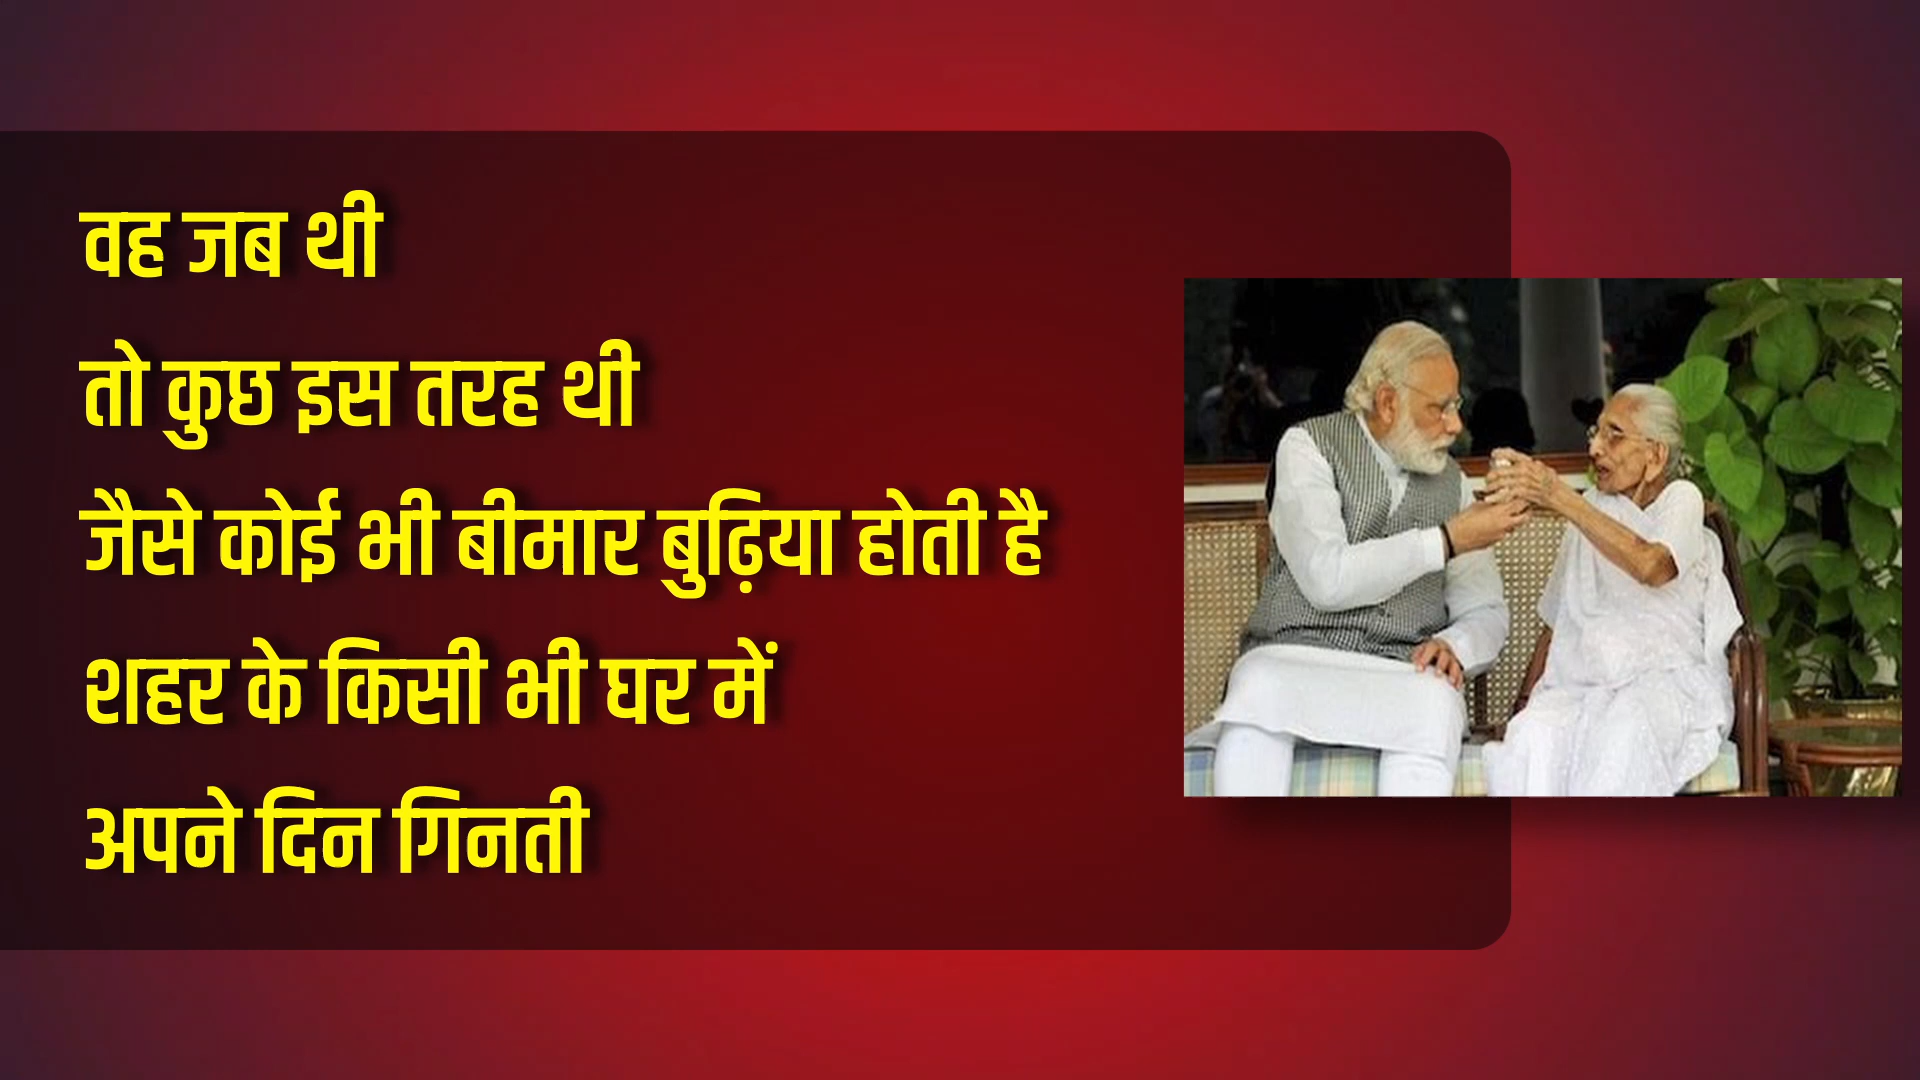 वह जब थी
तो कुछ इस तरह थी
जैसे कोई भी बीमार बुढ़िया होती है
शहर के किसी भी घर में
अपने दिन गिनती